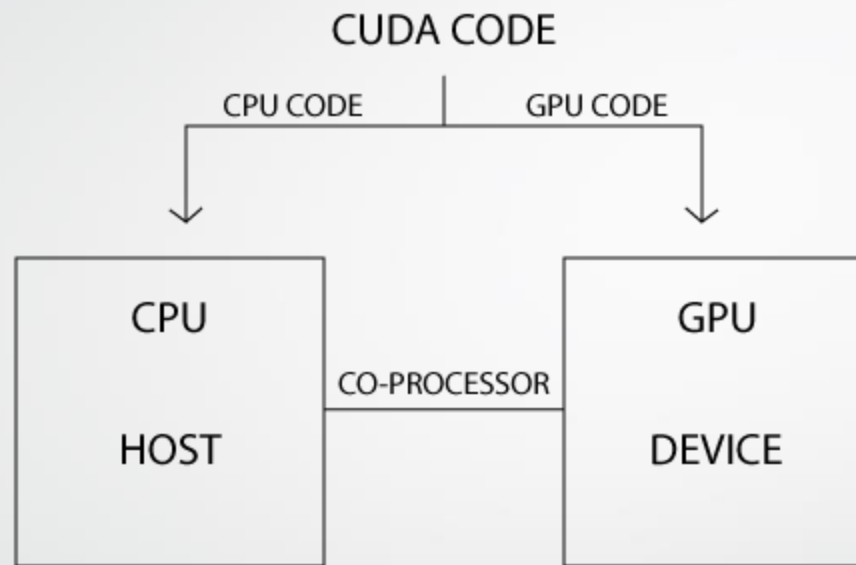 CUDA CODE
CPU CODE
GPU CODE
CPU
HOST
CO-PROCESSOR
GPU
DEVICE